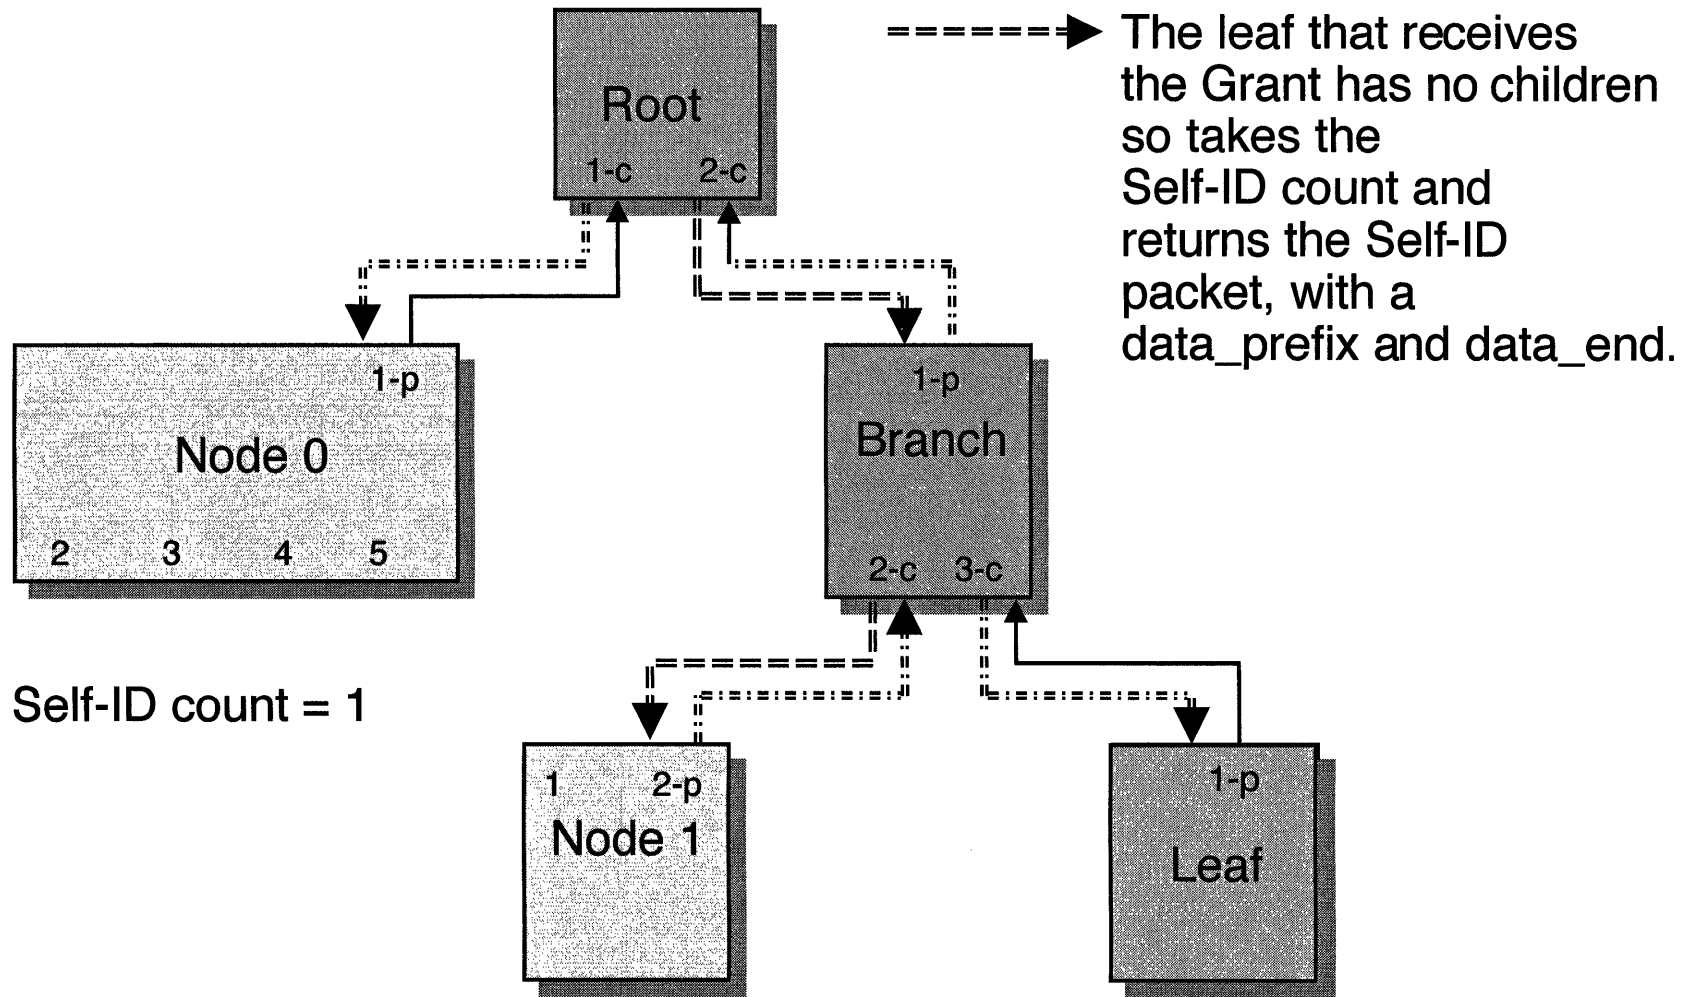 The leaf that receives
the Grant has no children
so takes the
Self-ID count and
returns the Self-ID
packet, with a
data_prefix and data_end.
Root
1-c 2-c
1-p
Node 0
2 3 4 5
1-p
Branch
2-c 3-c
Self-ID count = 1
1 2-p
Node 1
1-p
Leaf